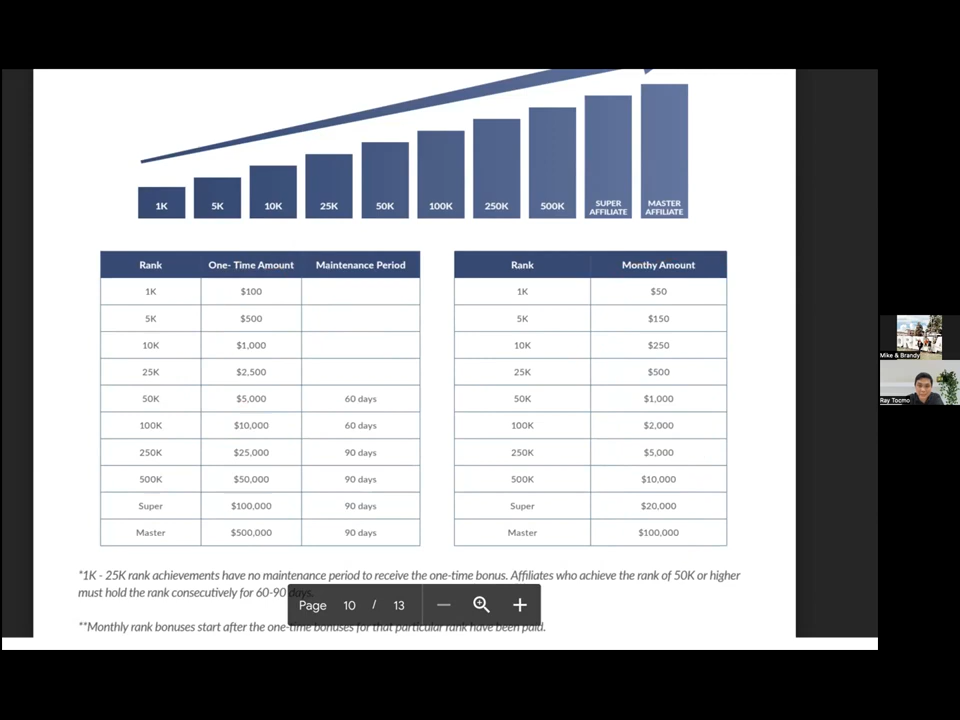 1K 5K 10K 25K 50K 100K 250K 500K SUPER AFFILIATE MASTER AFFILIATE
Rank One- Time Amount Maintenance Period
1K $100
5K $500
10K $1,000
25K $2,500
50K $5,000 60 days
100K $10,000 60 days
250K $25,000 90 days
500K $50,000 90 days
Super $100,000 90 days
Master $500,000 90 days
Rank Monthy Amount
1K $50
5K $150
10K $250
25K $500
50K $1,000
100K $2,000
250K $5,000
500K $10,000
Super $20,000
Master $100,000
*1K - 25K rank achievements have no maintenance period to receive the one-time bonus. Affiliates who achieve the rank of 50K or higher
must hold the rank consecutively for 60-90 days.
Page 10 / 13
**Monthly rank bonuses start after the one-time bonuses for that particular rank have been paid.
Mike & Brandy
Ray Tocmo